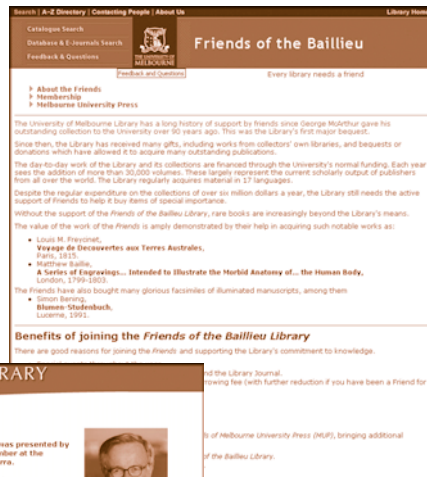 Search | A-Z Directory | Contacting People | About Us
Library Home
Catalogue Search
Database & E-Journals Search
Feedback & Questions
THE UNIVERSITY OF
MELBOURNE
Friends of the Baillieu
Feedback and Questions
Every library needs a friend
About the Friends
Membership
Melbourne University Press
The University of Melbourne Library has a long history of support by friends since George McArthur gave his
outstanding collection to the University over 90 years ago. This was the Library's first major bequest.
Since then, the Library has received many gifts, including works from collectors' own libraries, and bequests or
donations which have allowed it to acquire many outstanding publications.
The day-to-day work of the Library and its collections are financed through the University's normal funding. Each year
sees the addition of more than 30,000 volumes. These largely represent the current scholarly output of publishers
from all over the world. The Library regularly acquires material in 17 languages.
Despite the regular expenditure on the collections of over six million dollars a year, the Library still needs the active
support of Friends to help it buy items of special importance.
Without the support of the Friends of the Baillieu Library, rare books are increasingly beyond the Library's means.
The value of the work of the Friends is amply demonstrated by their help in acquiring such notable works as:
Louis M. Freycinet,
Voyage de Decouvertes aux Terres Australes,
Paris, 1815.
Matthew Baillie,
A Series of Engravings... Intended to Illustrate the Morbid Anatomy of... the Human Body,
London, 1799-1803.
The Friends have also bought many glorious facsimiles of illuminated manuscripts, among them
Simon Bening,
Blumen-Studenbuch,
Lucerne, 1991.
Benefits of joining the Friends of the Baillieu Library
There are good reasons for joining the Friends and supporting the Library's commitment to knowledge.
nd the Library Journal.
rowing fee (with further reduction if you have been a Friend for
RARY
was presented by
mber at the
rra.
s of Melbourne University Press (MUP), bringing additional
of the Baillieu Library.